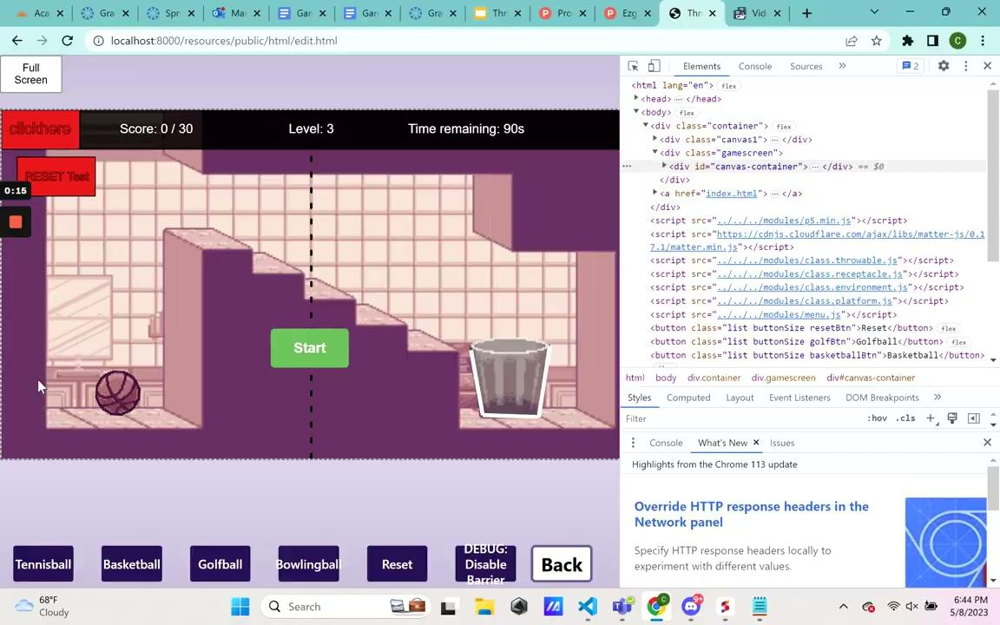 Aca
Gra
Spr
Mai
Gan
Gan
Gra
Thr
Pro
Ezg
Thr
Vid
localhost:8000/resources/public/html/edit.html
C
Full
Screen
clickhere
Score: 0 / 30
Level: 3
Time remaining: 90s
RESET Test
0:15
Start
Tennisball
Basketball
Golfball
Bowlingball
Reset
DEBUG:
Disable
Barrier
Back
Elements
Console
Sources
2
<html lang="en"> flex
<head> … </head>
<body> flex
<div class="container"> flex
<div class="canvas1"> … </div>
<div class="gamescreen">
<div id="canvas-container"> … </div> == $0
</div>
<a href="index.html"> … </a>
</div>
<script src="../../../modules/p5.min.js"></script>
<script src="https://cdnjs.cloudflare.com/ajax/libs/matter-js/0.1
7.1/matter.min.js"></script>
<script src="../../../modules/class.throwable.js"></script>
<script src="../../../modules/class.receptacle.js"></script>
<script src="../../../modules/class.environment.js"></script>
<script src="../../../modules/class.platform.js"></script>
<script src="../../../modules/menu.js"></script>
<button class="list buttonSize resetBtn">Reset</button> flex
<button class="list buttonSize golfBtn">Golfball</button> flex
<button class="list buttonSize basketballBtn">Basketball</button>
html body div.container div.gamescreen div#canvas-container
Styles Computed Layout Event Listeners DOM Breakpoints
Filter
:hov .cls
Console
What's New
Issues
Highlights from the Chrome 113 update
Override HTTP response headers in the
Network panel
Specify HTTP response headers locally to
experiment with different values.
68°F
Cloudy
Search
C
9+
6:44 PM
5/8/2023